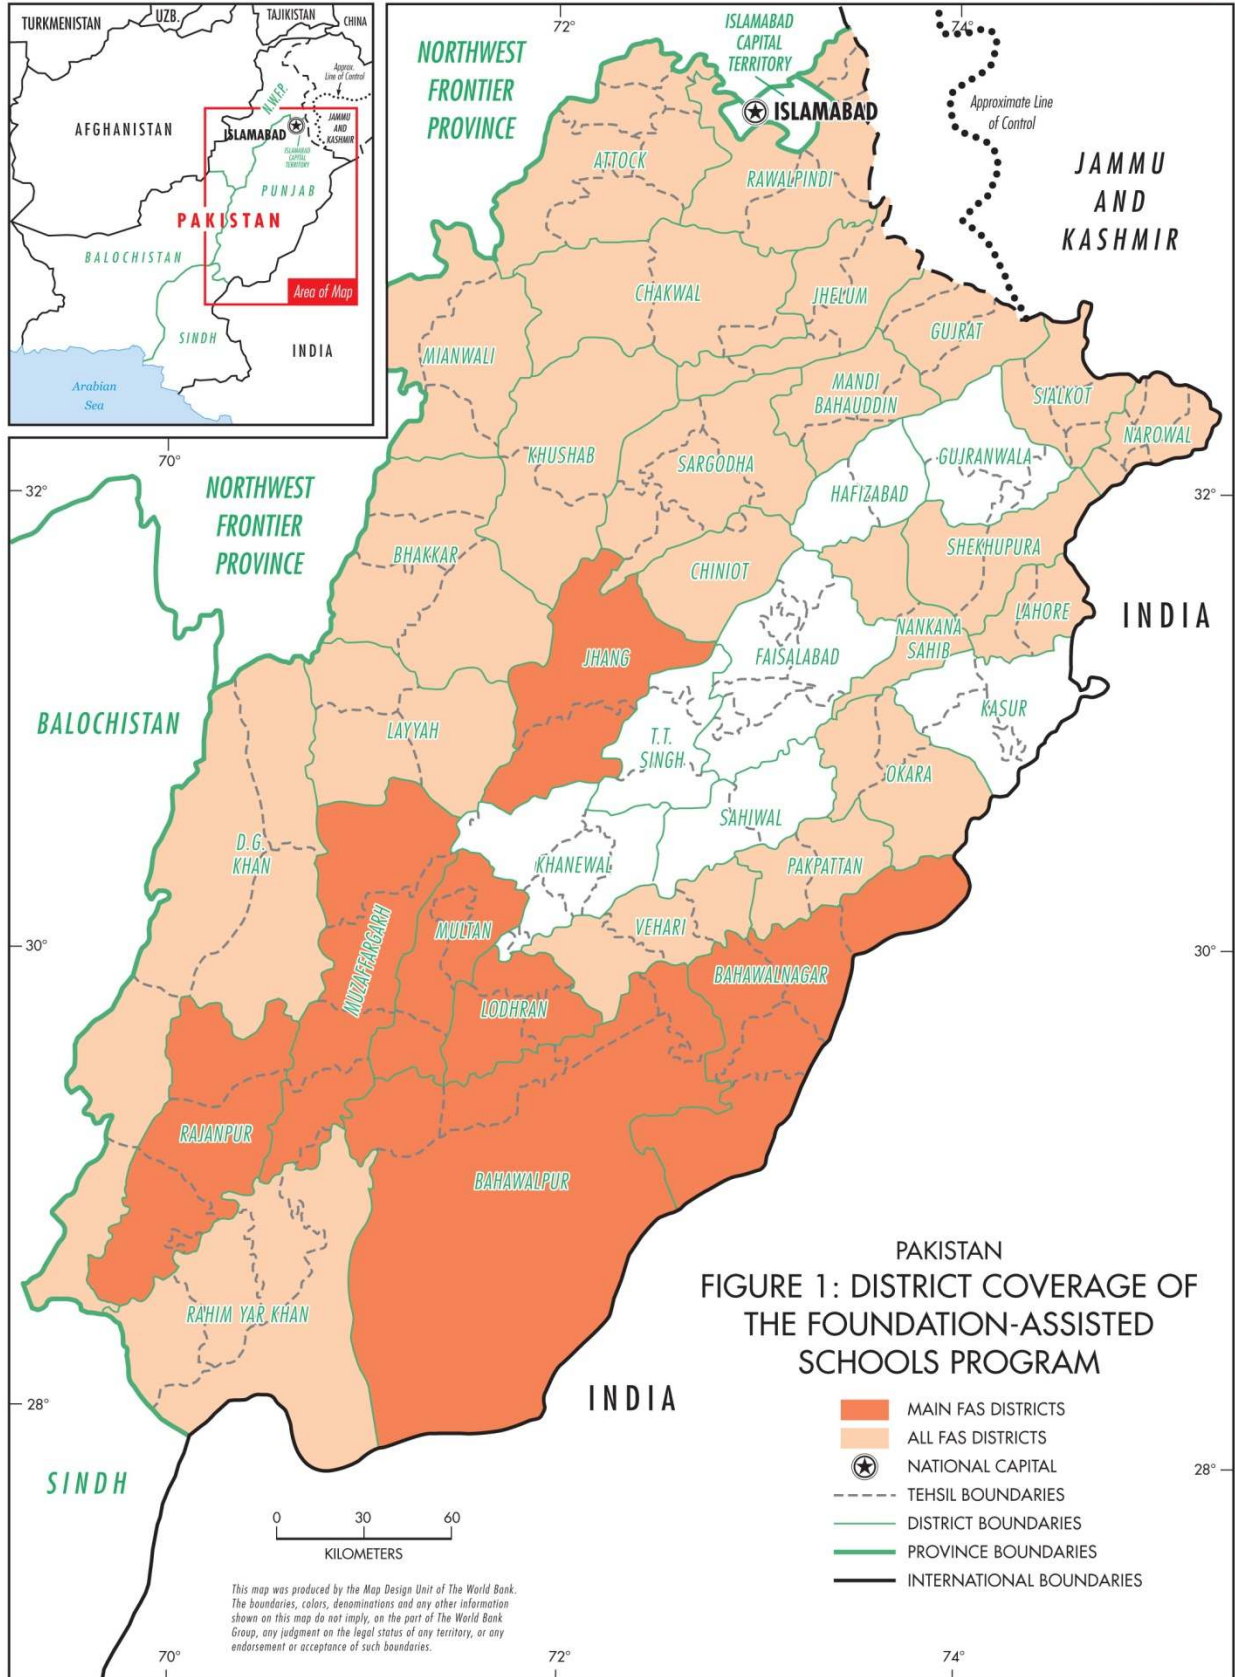 TURKMENISTAN
UZB.
TAJIKISTAN
CHINA
Approx.
Line of Control
N.W.F.P.
AFGHANISTAN
ISLAMABAD
JAMMU
AND
KASHMIR
ISLAMABAD
CAPITAL
TERRITORY
PUNJAB
PAKISTAN
BALOCHISTAN
Area of Map
SINDH
INDIA
Arabian
Sea
72°
74°
NORTHWEST
FRONTIER
PROVINCE
ISLAMABAD
CAPITAL
TERRITORY
ISLAMABAD
Approximate Line
of Control
JAMMU
AND
KASHMIR
ATTOCK
RAWALPINDI
CHAKWAL
JHELUM
GUJRAT
MIANWALI
MANDI
BAHAUDDIN
SIALKOT
NAROWAL
KHUSHAB
SARGODHA
GUJRANWALA
HAFIZABAD
70°
32°
32°
NORTHWEST
FRONTIER
PROVINCE
BHAKKAR
CHINIOT
SHEKHUPURA
LAHORE
INDIA
NANKANA
SAHIB
JHANG
FAISALABAD
KASUR
BALOCHISTAN
LAYYAH
T.T.
SINGH
OKARA
SAHIWAL
D.G.
KHAN
KHANEWAL
PAKPATTAN
MUZAFFARGARH
MULTAN
VEHARI
30°
30°
BAHAWALNAGAR
LODHRAN
RAJANPUR
BAHAWALPUR
RAHIM YAR KHAN
PAKISTAN
FIGURE 1: DISTRICT COVERAGE OF
THE FOUNDATION-ASSISTED
SCHOOLS PROGRAM
INDIA
28°
28°
SINDH
MAIN FAS DISTRICTS
ALL FAS DISTRICTS
NATIONAL CAPITAL
TEHSIL BOUNDARIES
DISTRICT BOUNDARIES
PROVINCE BOUNDARIES
INTERNATIONAL BOUNDARIES
0 30 60
KILOMETERS
This map was produced by the Map Design Unit of The World Bank.
The boundaries, colors, denominations and any other information
shown on this map do not imply, on the part of The World Bank
Group, any judgment on the legal status of any territory, or any
endorsement or acceptance of such boundaries.
70°
72°
74°